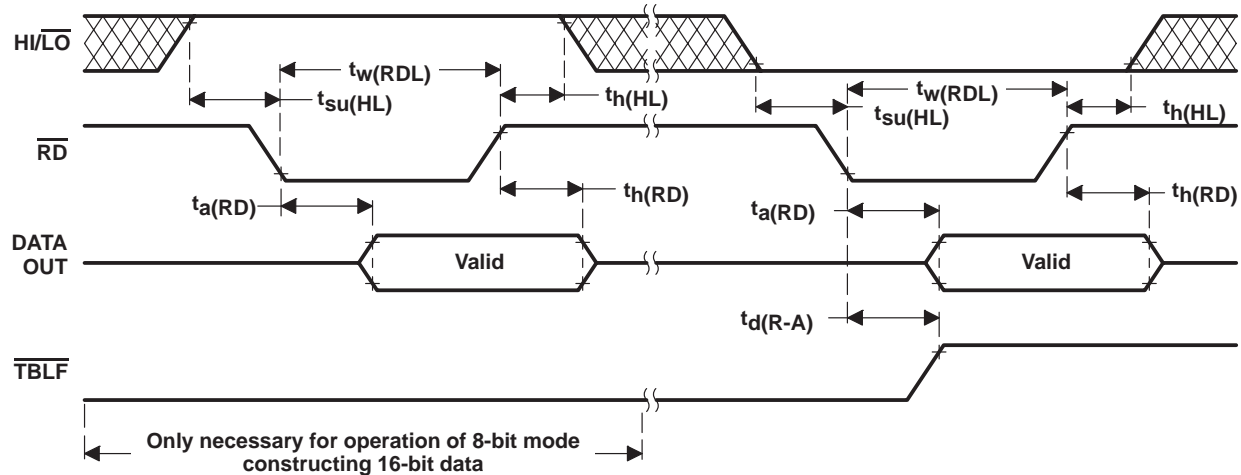 HI/LO
tw(RDL)
tsu(HL)
th(HL)
tw(RDL)
tsu(HL)
th(HL)
RD
ta(RD)
th(RD)
ta(RD)
th(RD)
DATA
OUT
Valid
Valid
td(R-A)
TBLF
Only necessary for operation of 8-bit mode
constructing 16-bit data